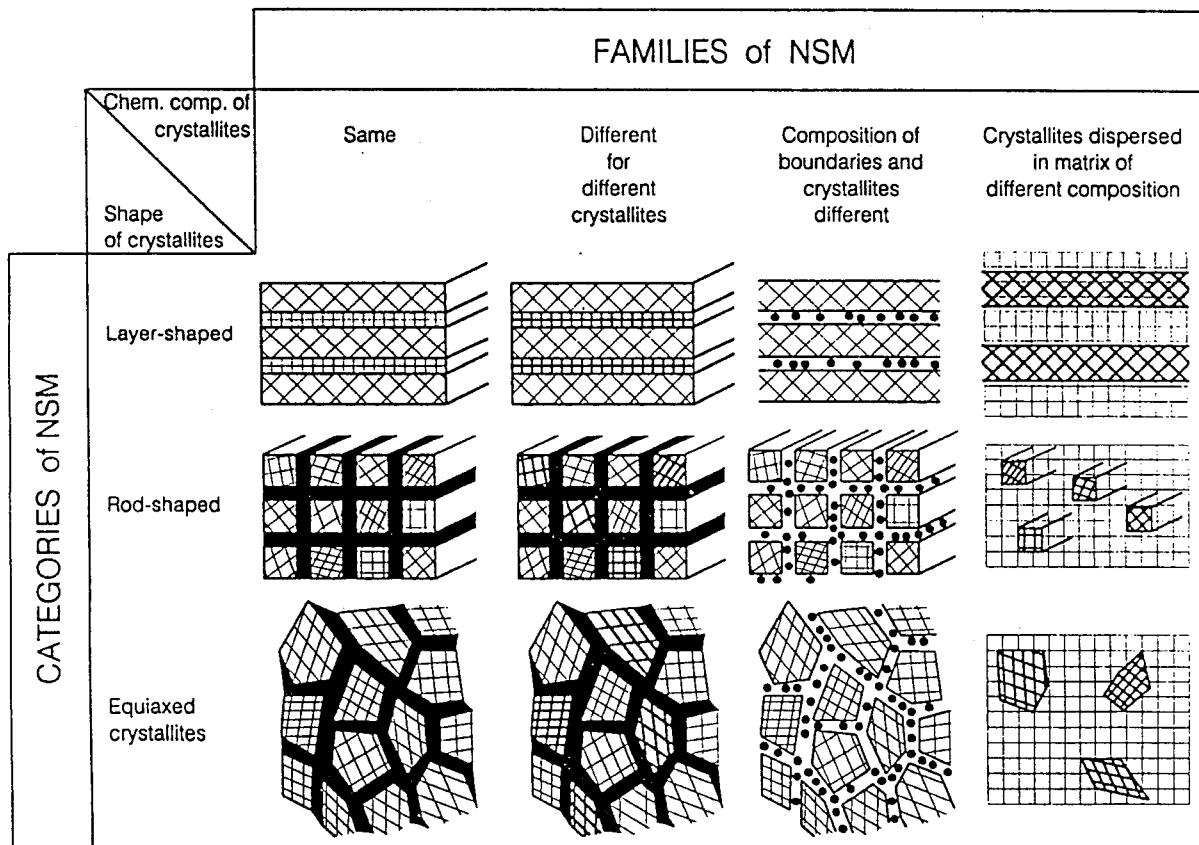 FAMILIES of NSM
Chem. comp. of
crystallites
Shape
of crystallites
Same
Different
for
different
crystallites
Composition of
boundaries and
crystallites
different
Crystallites dispersed
in matrix of
different composition
CATEGORIES of NSM
Layer-shaped
Rod-shaped
Equiaxed
crystallites